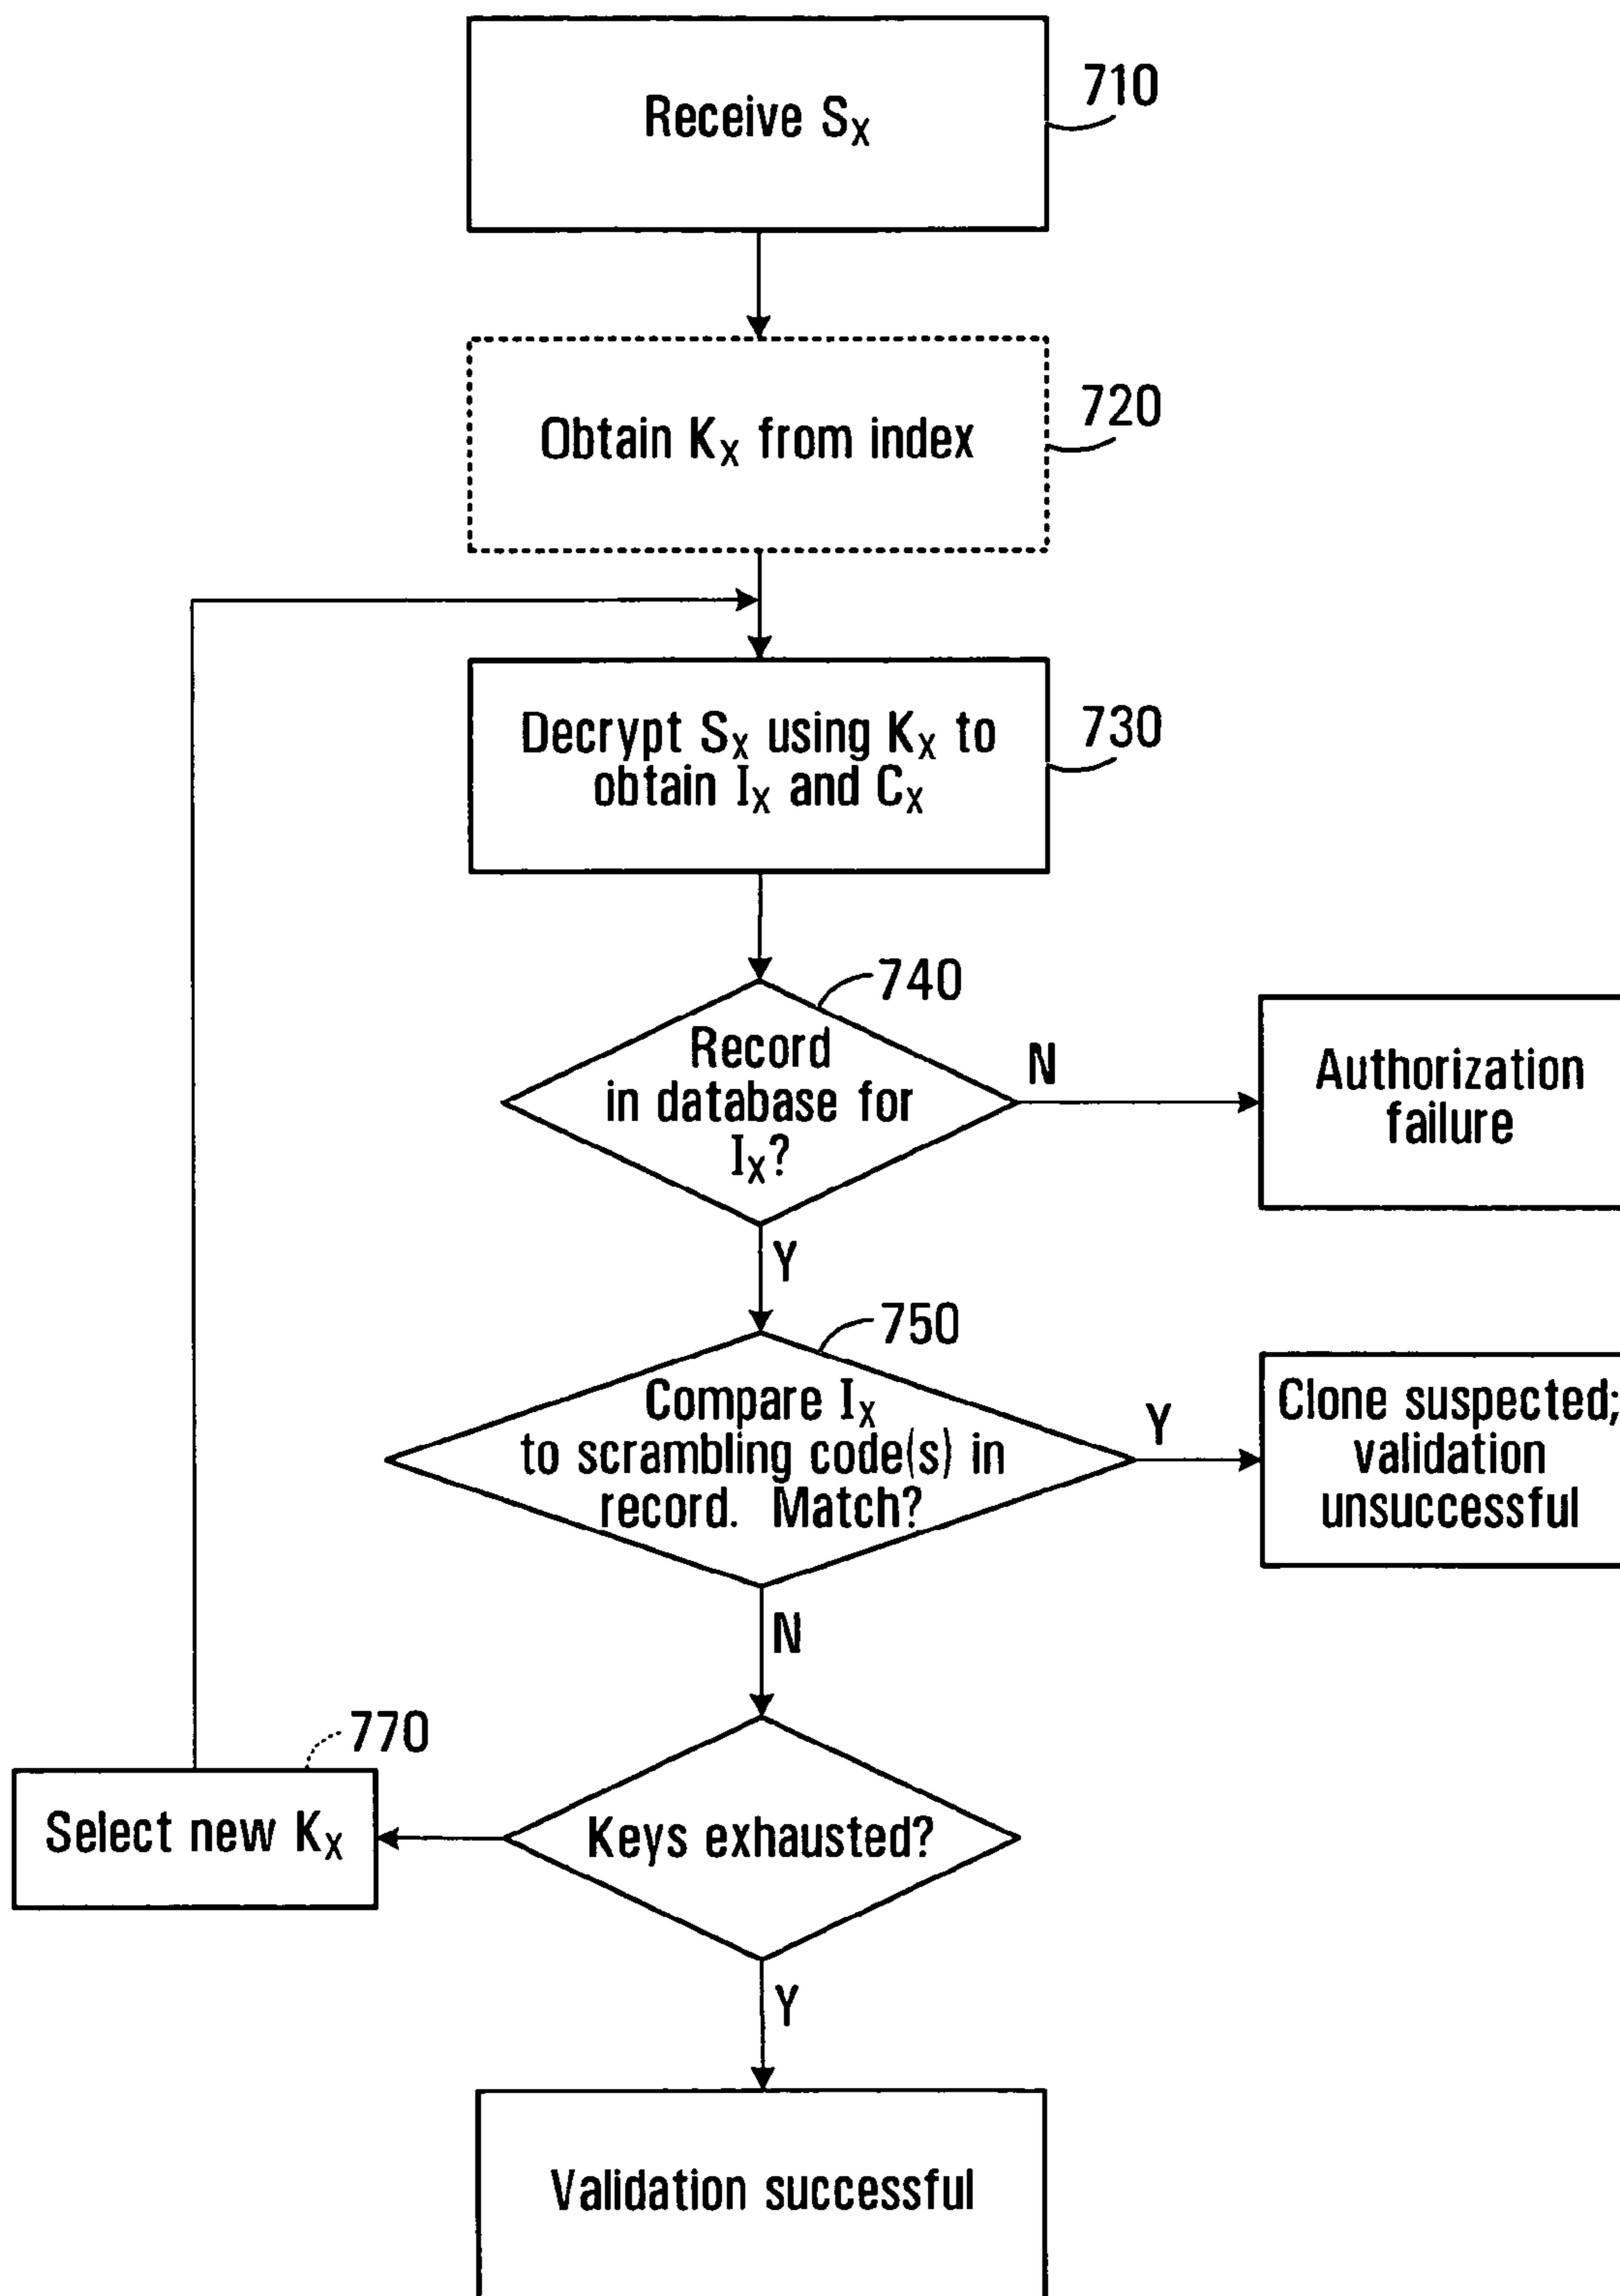 Receive Sx
710
Obtain Kx from index
720
Decrypt Sx using Kx to
obtain Ix and Cx
730
740
Record
in database for
Ix?
N
Authorization
failure
Y
750
Compare Ix
to scrambling code(s) in
record. Match?
Y
Clone suspected;
validation
unsuccessful
N
770
Select new Kx
Keys exhausted?
Y
Validation successful